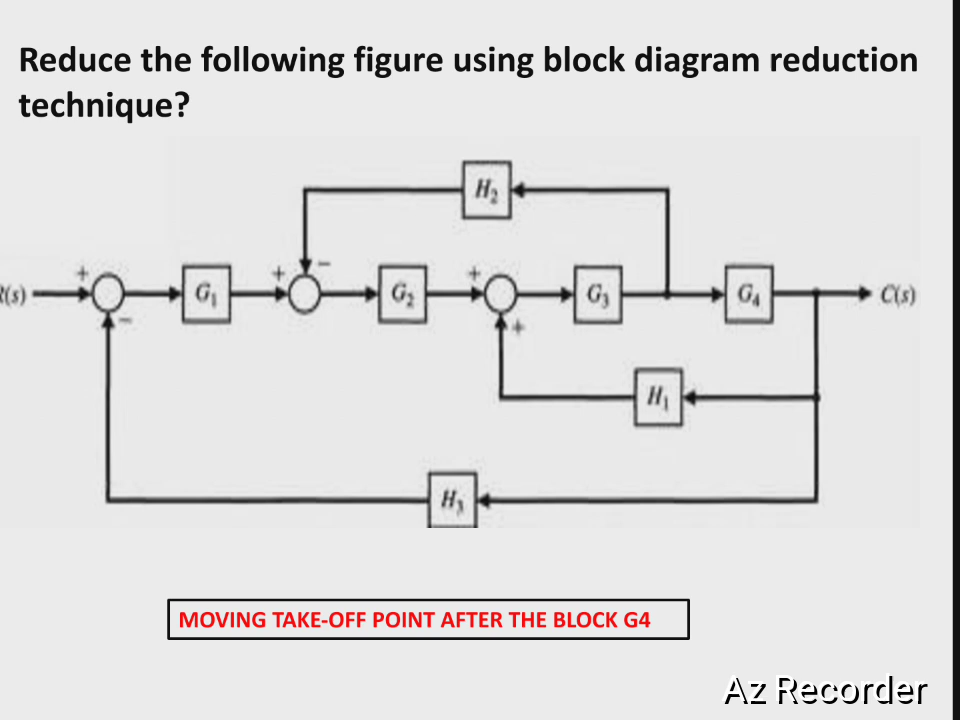 Reduce the following figure using block diagram reduction
technique?
H₂
+ −
R(s) + G₁ + G₂ + G₃ G₄ C(s)
− +
H₁
H₃
MOVING TAKE-OFF POINT AFTER THE BLOCK G4
Az Recorder